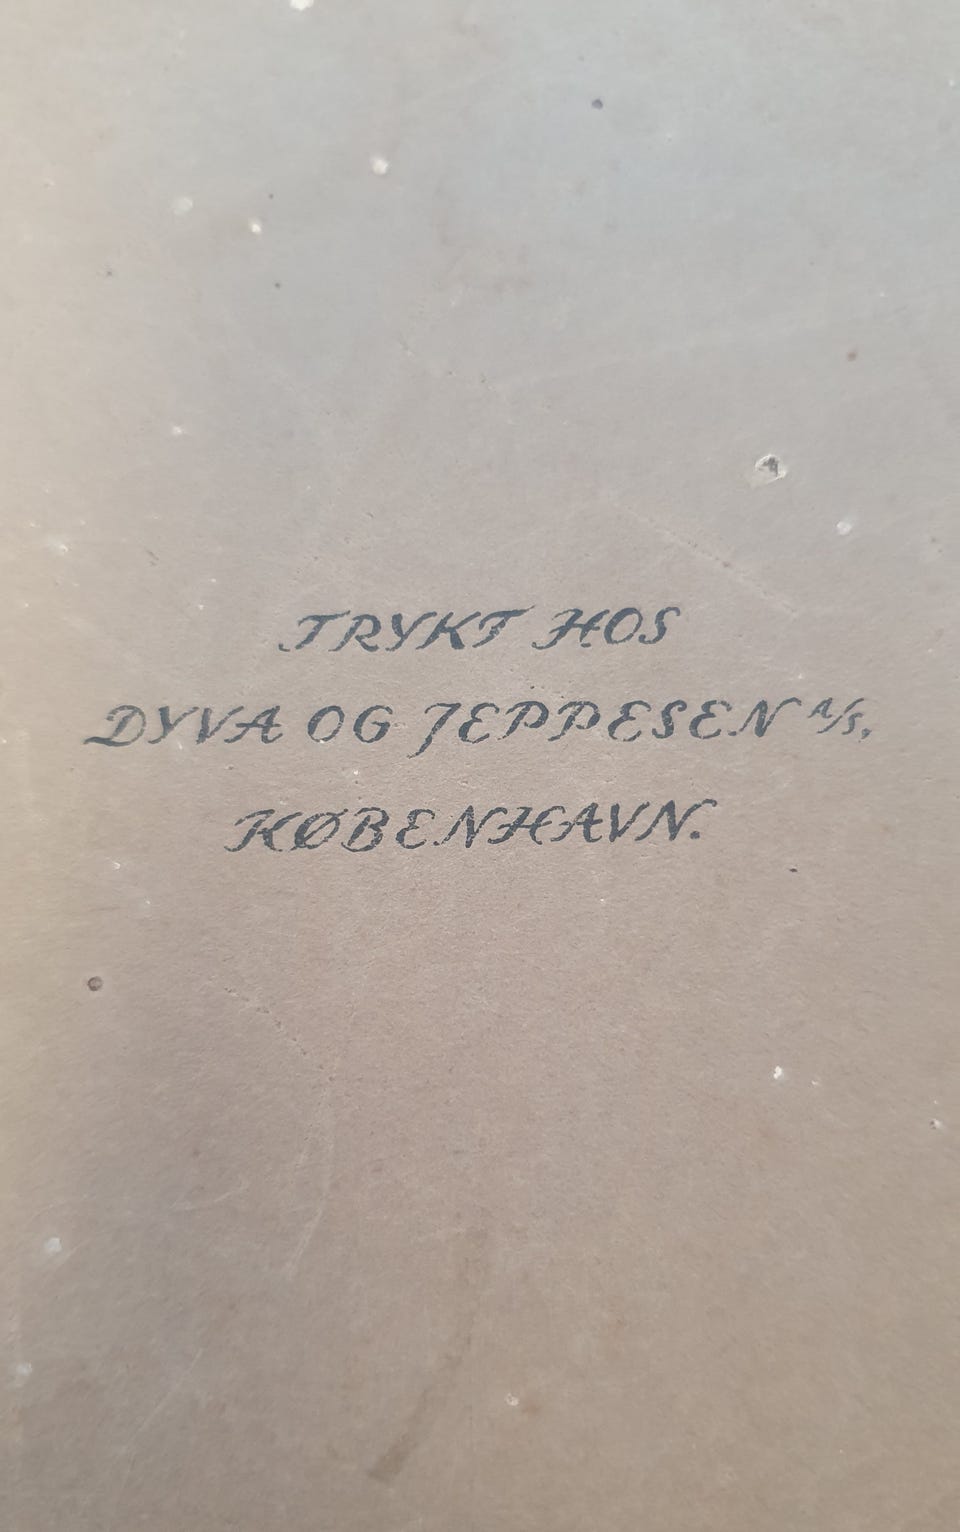 TRYKT HOS
DYVA OG JEPPESEN A/S,
KØBENHAVN.